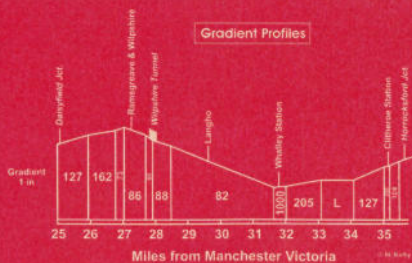 Gradient Profiles
Daisyfield Jct.
Ramsgreave & Wilpshire
Wilpshire Tunnel
Langho
Whalley Station
Clitheroe Station
Horrocksford Jct.
Gradient
1 in
127
162
86
88
82
1000
205
L
127
25
26
27
28
29
30
31
32
33
34
35
Miles from Manchester Victoria